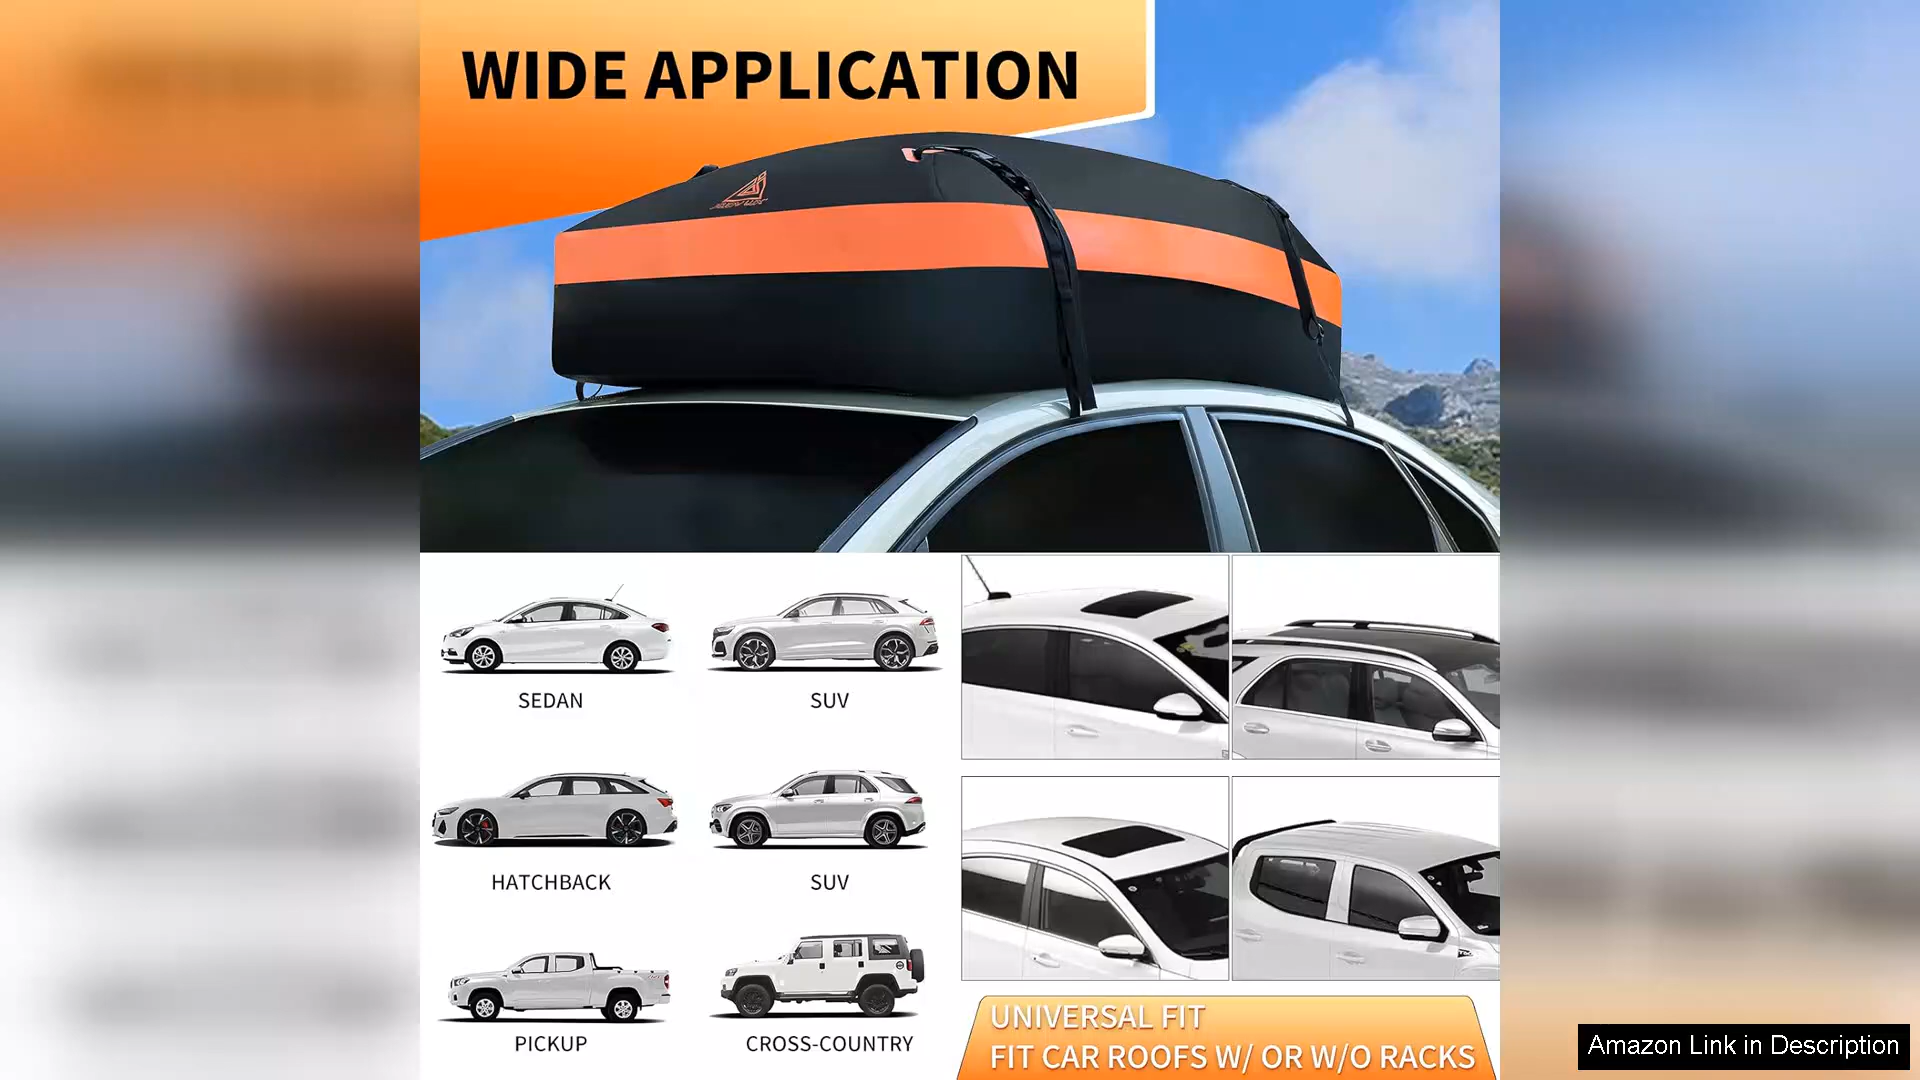 WIDE APPLICATION
SEDAN
SUV
HATCHBACK
SUV
PICKUP
CROSS-COUNTRY
UNIVERSAL FIT
FIT CAR ROOFS W/ OR W/O RACKS
Amazon Link in Description